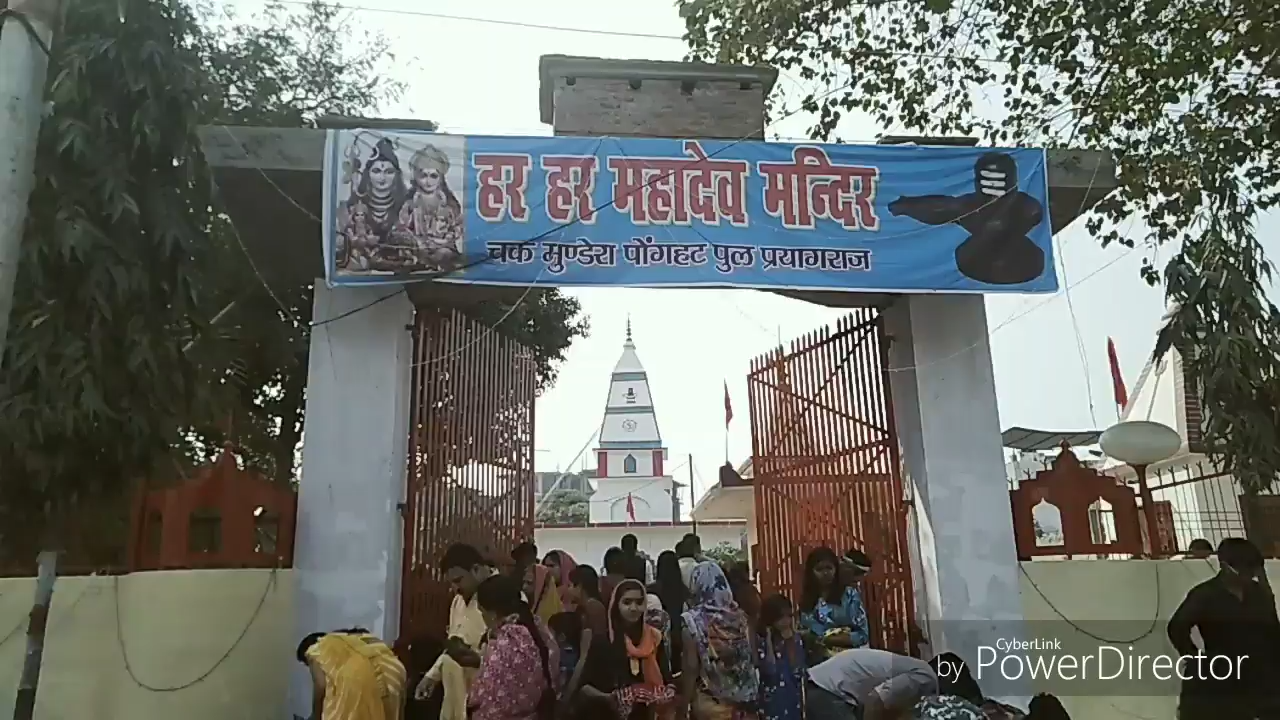 हर हर महादेव मन्दिर
चक मुण्डेरा पोंगहट पुल प्रयागराज
CyberLink
by PowerDirector